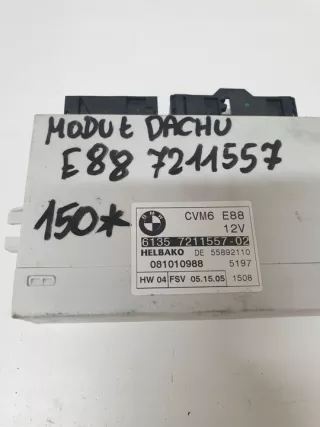 MODUŁ DACHU
E88 7211557
150*
BMW
CVM6 E88
12V
6135 7211557-02
HELBAKO DE 55892110
081010988 5197
HW 04 FSV 05.15.05 1508